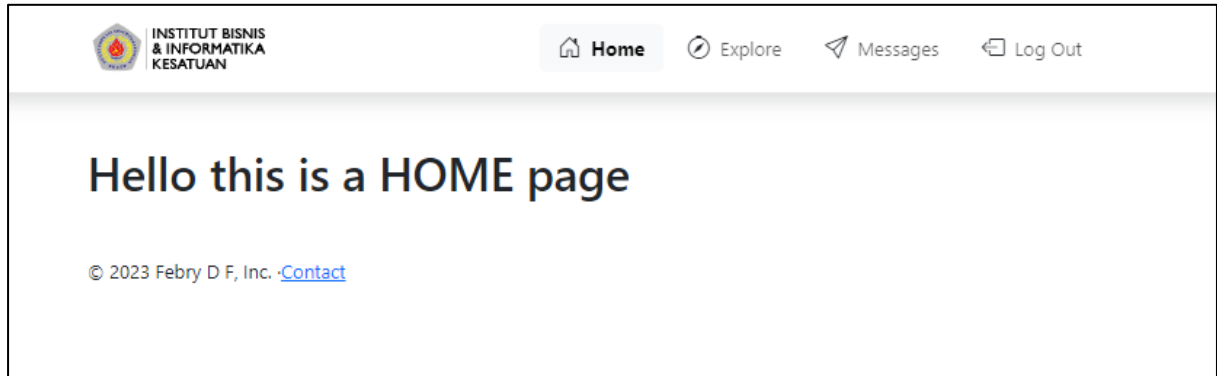 INSTITUT BISNIS
& INFORMATIKA
KESATUAN
Home Explore Messages Log Out
Hello this is a HOME page
© 2023 Febry D F, Inc. ·Contact